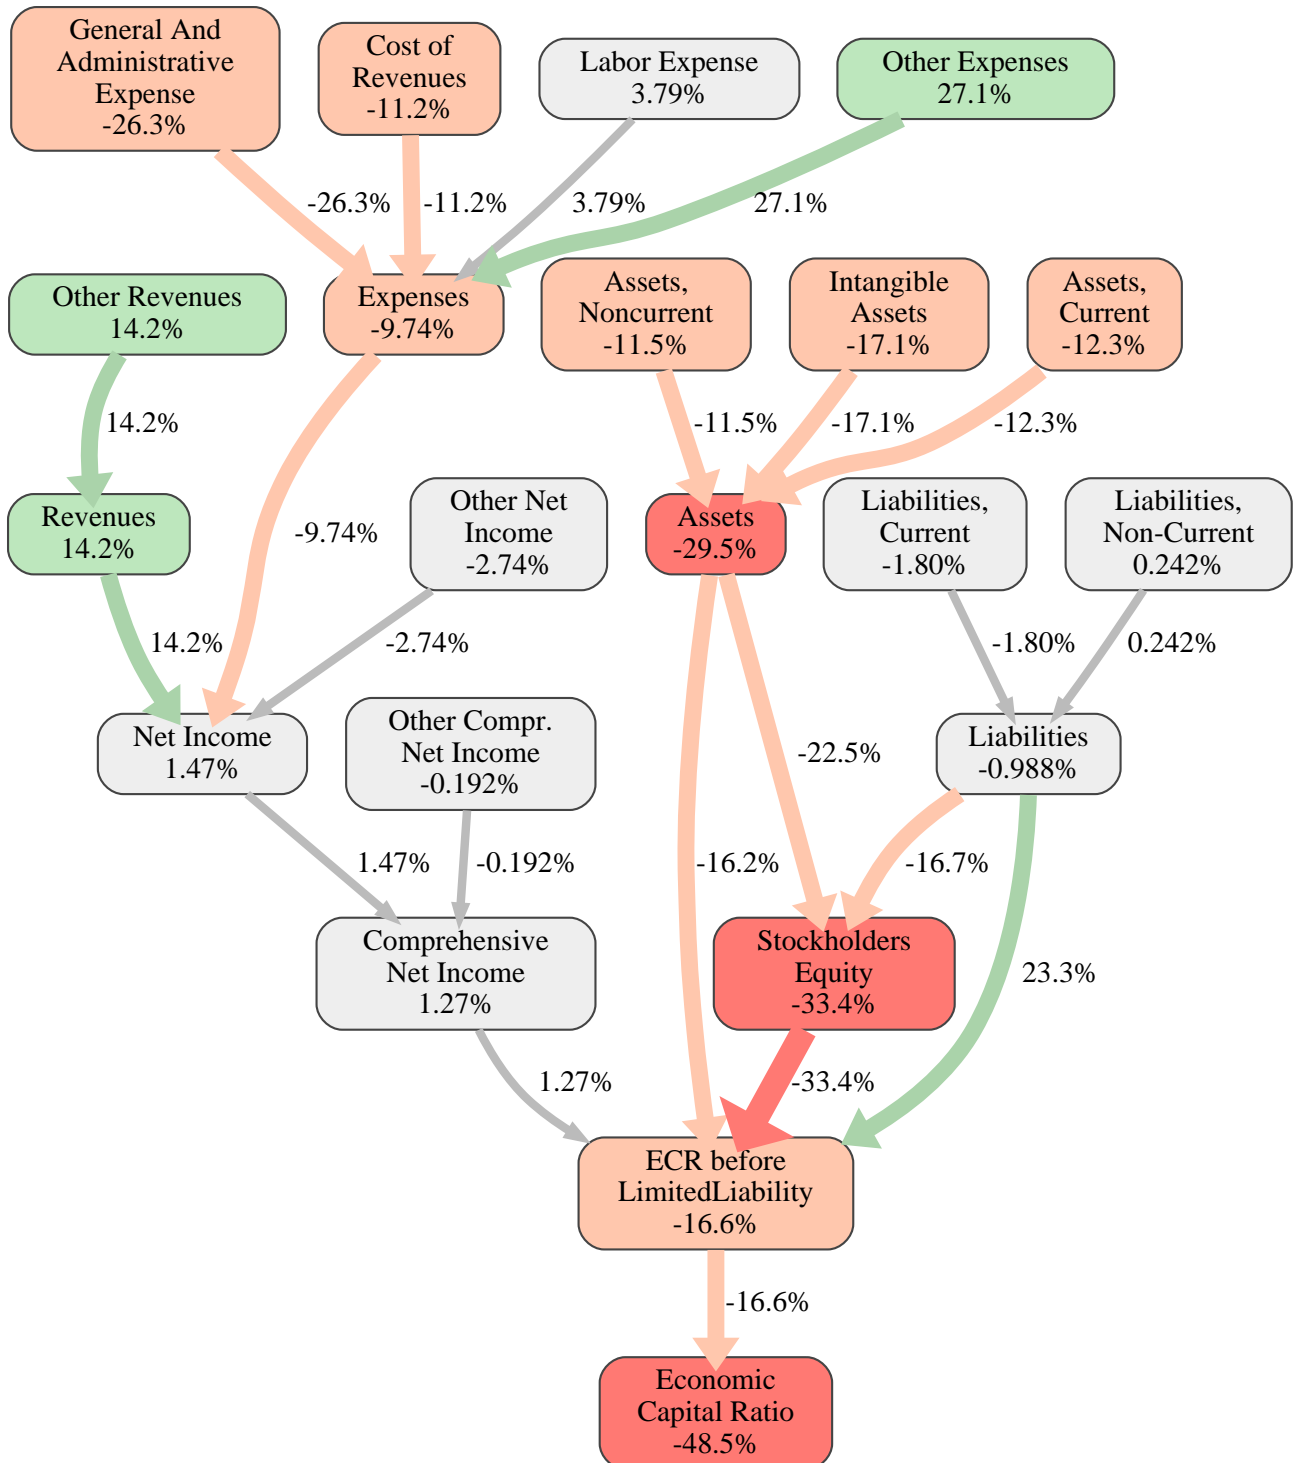 General And
Administrative
Expense
-26.3%
Cost of
Revenues
-11.2%
Labor Expense
3.79%
Other Expenses
27.1%
-26.3%
-11.2%
3.79%
27.1%
Other Revenues
14.2%
Expenses
-9.74%
Assets,
Noncurrent
-11.5%
Intangible
Assets
-17.1%
Assets,
Current
-12.3%
14.2%
-11.5%
-17.1%
-12.3%
Revenues
14.2%
-9.74%
Other Net
Income
-2.74%
Assets
-29.5%
Liabilities,
Current
-1.80%
Liabilities,
Non-Current
0.242%
14.2%
-2.74%
-1.80%
0.242%
Net Income
1.47%
Other Compr.
Net Income
-0.192%
-22.5%
Liabilities
-0.988%
1.47%
-0.192%
-16.2%
-16.7%
Comprehensive
Net Income
1.27%
Stockholders
Equity
-33.4%
23.3%
1.27%
-33.4%
ECR before
LimitedLiability
-16.6%
-16.6%
Economic
Capital Ratio
-48.5%